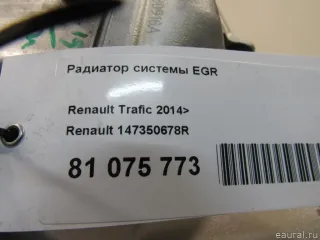 Радиатор системы EGR
Renault Trafic 2014>
Renault 147350678R
81 075 773
© eaural.ru